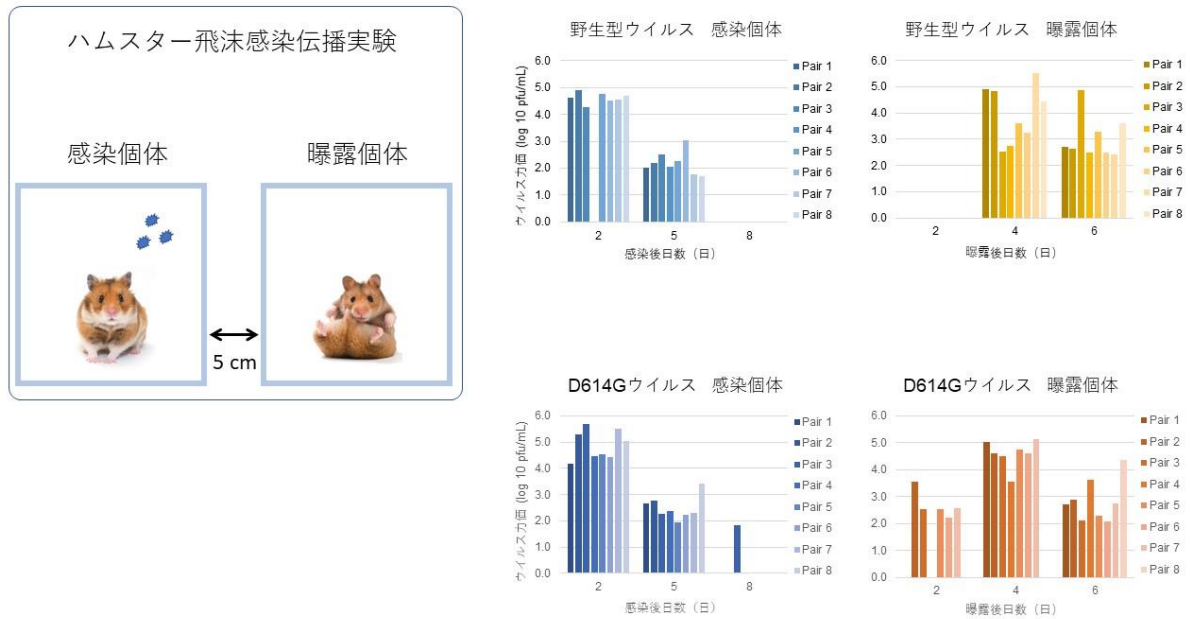 ハムスター飛沫感染伝播実験
感染個体
曝露個体
5 cm
野生型ウイルス 感染個体
ウイルス力価 (log 10 pfu/mL)
6.0
5.0
4.0
3.0
2.0
1.0
0.0
2
5
8
感染後日数（日）
Pair 1
Pair 2
Pair 3
Pair 4
Pair 5
Pair 6
Pair 7
Pair 8
野生型ウイルス 曝露個体
6.0
5.0
4.0
3.0
2.0
1.0
0.0
2
4
6
曝露後日数（日）
Pair 1
Pair 2
Pair 3
Pair 4
Pair 5
Pair 6
Pair 7
Pair 8
D614Gウイルス 感染個体
ウイルス力価 (log 10 pfu/mL)
6.0
5.0
4.0
3.0
2.0
1.0
0.0
2
5
8
感染後日数（日）
Pair 1
Pair 2
Pair 3
Pair 4
Pair 5
Pair 6
Pair 7
Pair 8
D614Gウイルス 曝露個体
6.0
5.0
4.0
3.0
2.0
1.0
0.0
2
4
6
曝露後日数（日）
Pair 1
Pair 2
Pair 3
Pair 4
Pair 5
Pair 6
Pair 7
Pair 8